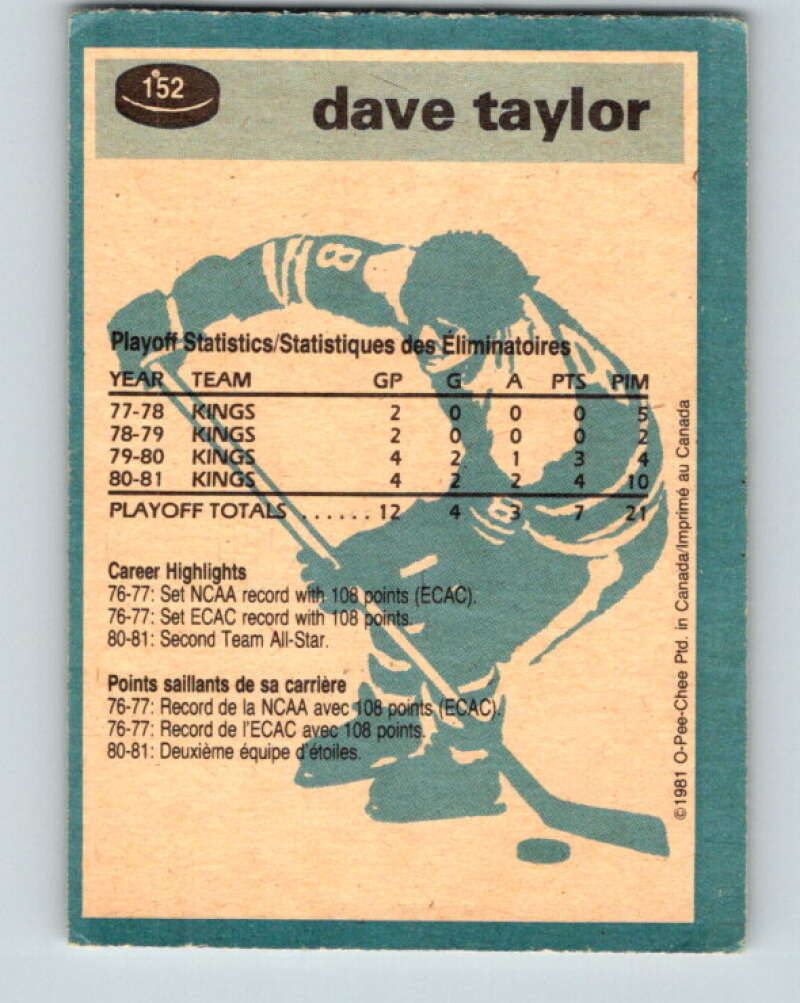 152
dave taylor
8
Playoff Statistics/Statistiques des Éliminatoires
YEAR TEAM GP G A PTS PIM
77-78 KINGS 2 0 0 0 5
78-79 KINGS 2 0 0 0 2
79-80 KINGS 4 2 1 3 4
80-81 KINGS 4 2 2 4 10
PLAYOFF TOTALS ...... 12 4 3 7 21
8
Career Highlights
76-77: Set NCAA record with 108 points (ECAC).
76-77: Set ECAC record with 108 points.
80-81: Second Team All-Star.
Points saillants de sa carrière
76-77: Record de la NCAA avec 108 points (ECAC).
76-77: Record de l'ECAC avec 108 points.
80-81: Deuxième équipe d'étoiles.
©1981 O-Pee-Chee Ptd. in Canada/Imprimé au Canada